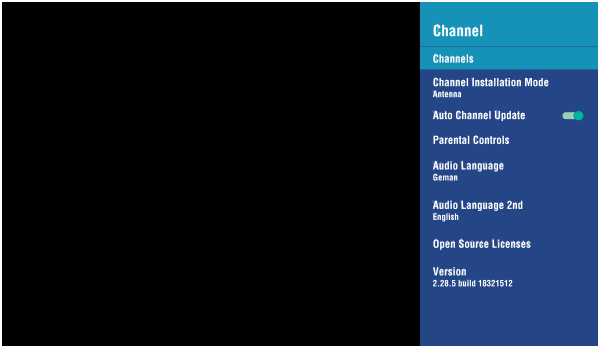 Channel
Channels
Channel Installation Mode
Antenna
Auto Channel Update
Parental Controls
Audio Language
Geman
Audio Language 2nd
English
Open Source Licenses
Version
2.28.5 build 18321512